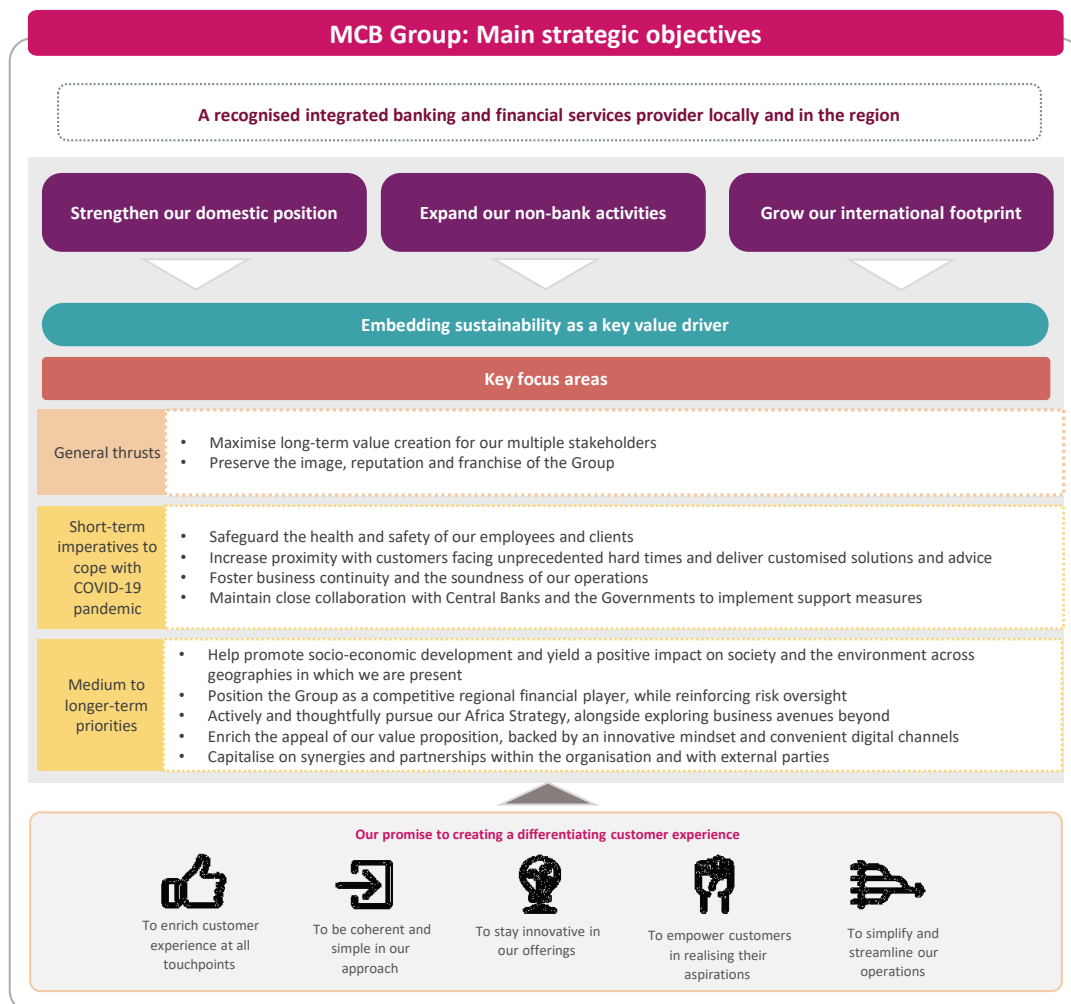 MCB Group: Main strategic objectives
A recognised integrated banking and financial services provider locally and in the region
Strengthen our domestic position
Expand our non-bank activities
Grow our international footprint
Embedding sustainability as a key value driver
Key focus areas
General thrusts
• Maximise long-term value creation for our multiple stakeholders
• Preserve the image, reputation and franchise of the Group
Short-term
imperatives to
cope with
COVID-19
pandemic
• Safeguard the health and safety of our employees and clients
• Increase proximity with customers facing unprecedented hard times and deliver customised solutions and advice
• Foster business continuity and the soundness of our operations
• Maintain close collaboration with Central Banks and the Governments to implement support measures
Medium to
longer-term
priorities
• Help promote socio-economic development and yield a positive impact on society and the environment across
geographies in which we are present
• Position the Group as a competitive regional financial player, while reinforcing risk oversight
• Actively and thoughtfully pursue our Africa Strategy, alongside exploring business avenues beyond
• Enrich the appeal of our value proposition, backed by an innovative mindset and convenient digital channels
• Capitalise on synergies and partnerships within the organisation and with external parties
Our promise to creating a differentiating customer experience
To enrich customer
experience at all
touchpoints
To be coherent and
simple in our
approach
To stay innovative in
our offerings
To empower customers
in realising their
aspirations
To simplify and
streamline our
operations